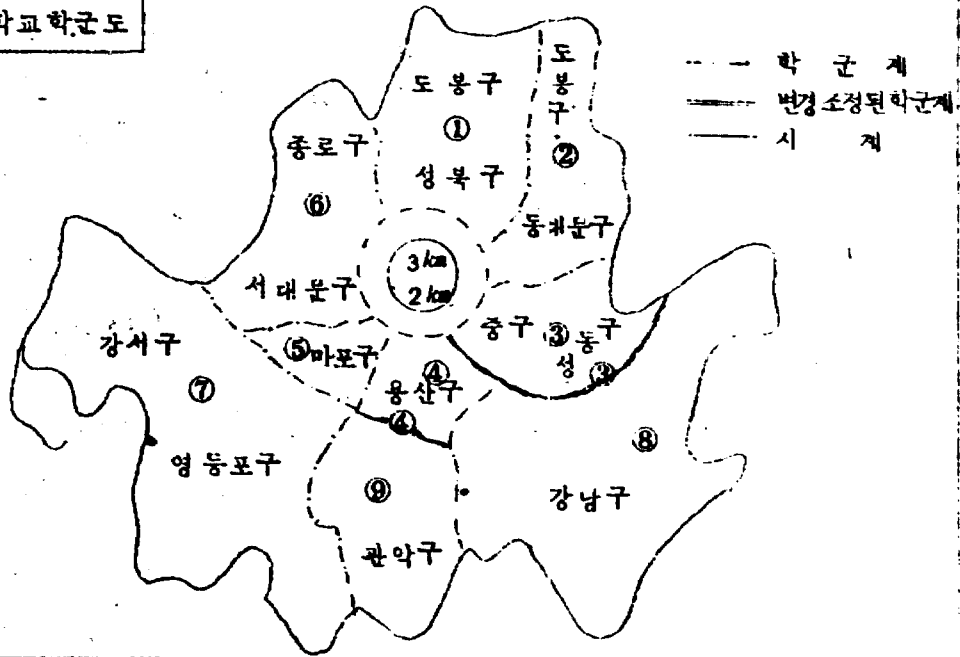 학교학군도
학 군 계
변경조정된학군계
시 계
도봉구
①
성북구
도봉구
②
동대문구
종로구
⑥
서대문구
3km
2km
중구
③
성동구
③
강서구
⑦
영등포구
⑤마포구
④
용산구
④
⑧
강남구
⑨
관악구